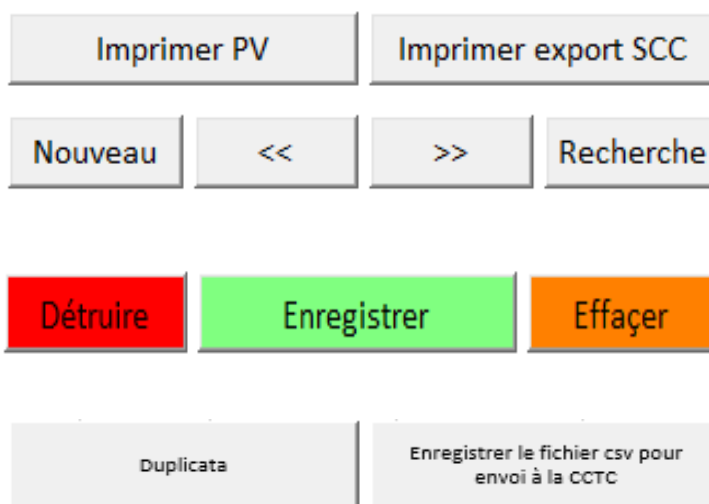 Imprimer PV Imprimer export SCC
Nouveau << >> Recherche
Détruire Enregistrer Effaçer
Duplicata
Enregistrer le fichier csv pour
envoi à la CCTC